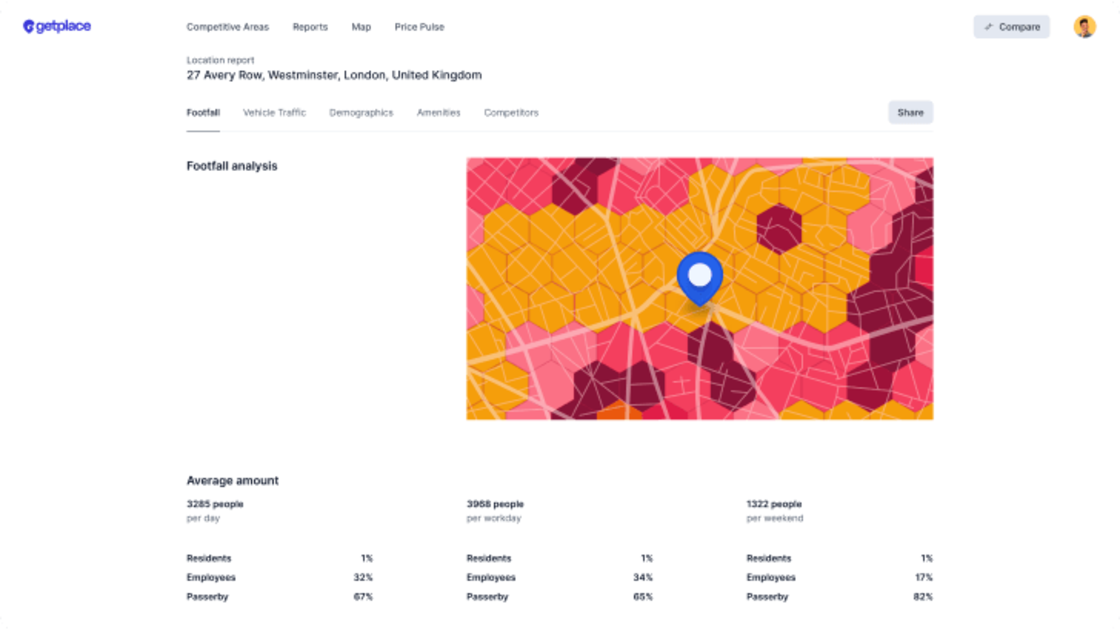 getplace
Competitive Areas Reports Map Price Pulse Compare
Location report
27 Avery Row, Westminster, London, United Kingdom
Footfall Vehicle Traffic Demographics Amenities Competitors Share
Footfall analysis
Average amount
3285 people 3968 people 1322 people
per day per workday per weekend
Residents 1% Residents 1% Residents 1%
Employees 32% Employees 34% Employees 17%
Passerby 67% Passerby 65% Passerby 82%